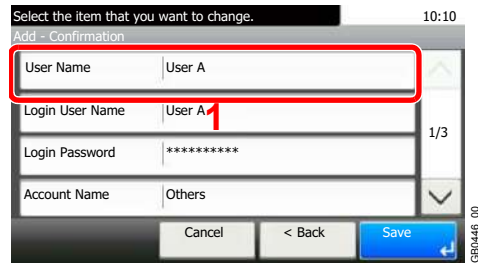 Select the item that you want to change. 10:10
Add - Confirmation
User Name User A
Login User Name User A
1
1/3
Login Password **********
Account Name Others
Cancel < Back Save
GB0446_00